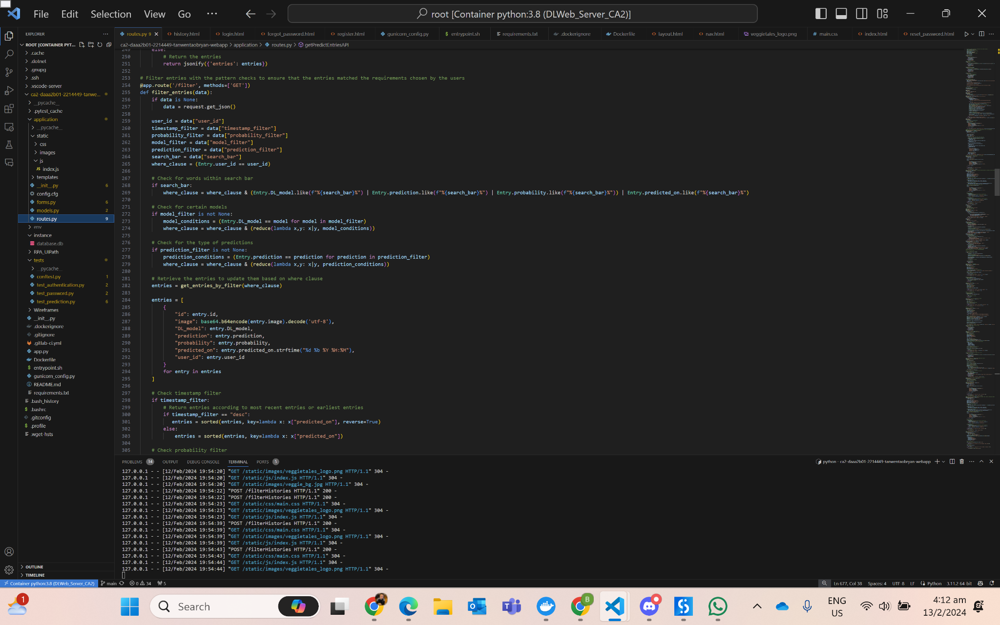 File Edit Selection View Go ···
root [Container python:3.8 (DLWeb_Server_CA2)]
EXPLORER
routes.py 9
history.html
login.html
forgot_password.html
register.html
gunicorn_config.py
entrypoint.sh
requirements.txt
.dockerignore
Dockerfile
layout.html
nav.html
veggietales_logo.png
main.css
index.html
reset_password.html
ROOT [CONTAINER PYT...
.cache
.dotnet
.gnupg
.ssh
.vscode-server
ca2-daaa2b01-2214449-tanwe...
__pycache__
.pytest_cache
application
__pycache__
static
css
images
js
JS index.js
templates
__init__.py 6
config.cfg
forms.py 6
models.py 2
routes.py 9
env
instance
database.db
RPA_UIPath
tests
__pycache__
conftest.py 1
test_authentication.py 2
test_password.py 2
test_prediction.py 6
Wireframes
__init__.py
.dockerignore
.gitignore
.gitlab-ci.yml
app.py
Dockerfile
entrypoint.sh
gunicorn_config.py
README.md
requirements.txt
.bash_history
.bashrc
.gitconfig
.profile
.wget-hsts
OUTLINE
TIMELINE
ca2-daaa2b01-2214449-tanwentaobryan-webapp > application > routes.py > getPredictEntriesAPI
249 else:
250 # Return the entries
251 return jsonify({'entries': entries})
252
253 # Filter entries with the pattern checks to ensure that the entries matched the requirements chosen by the users
254 @app.route('/filter', methods=['GET'])
255 def filter_entries(data):
256 if data is None:
257 data = request.get_json()
258
259 user_id = data["user_id"]
260 timestamp_filter = data["timestamp_filter"]
261 probability_filter = data["probability_filter"]
262 model_filter = data["model_filter"]
263 prediction_filter = data["prediction_filter"]
264 search_bar = data["search_bar"]
265 where_clause = (Entry.user_id == user_id)
266
267 # Check for words within search bar
268 if search_bar:
269 where_clause = where_clause & (Entry.DL_model.like(f"%{search_bar}%") | Entry.prediction.like(f"%{search_bar}%") | Entry.probability.like(f"%{search_bar}%")) | Entry.predicted_on.like(f"%{search_bar}%")
270
271 # Check for certain models
272 if model_filter is not None:
273 model_conditions = (Entry.DL_model == model for model in model_filter)
274 where_clause = where_clause & (reduce(lambda x,y: x|y, model_conditions))
275
276 # Check for the type of predictions
277 if prediction_filter is not None:
278 prediction_conditions = (Entry.prediction == prediction for prediction in prediction_filter)
279 where_clause = where_clause & (reduce(lambda x,y: x|y, prediction_conditions))
280
281 # Retrieve the entries to update them based on where clause
282 entries = get_entries_by_filter(where_clause)
283
284 entries = [
285 {
286 "id": entry.id,
287 "image": base64.b64encode(entry.image).decode('utf-8'),
288 "DL_model": entry.DL_model,
289 "prediction": entry.prediction,
290 "probability": entry.probability,
291 "predicted_on": entry.predicted_on.strftime("%d %b %Y %H:%M"),
292 "user_id": entry.user_id
293 }
294 for entry in entries
295 ]
296
297 # Check timestamp filter
298 if timestamp_filter:
299 # Return entries according to most recent entries or earliest entries
300 if timestamp_filter == "desc":
301 entries = sorted(entries, key=lambda x: x["predicted_on"], reverse=True)
302 else:
303 entries = sorted(entries, key=lambda x: x["predicted_on"])
304
305 # Check probability filter
PROBLEMS 34 OUTPUT DEBUG CONSOLE TERMINAL PORTS 5
python - ca2-daaa2b01-2214449-tanwentaobryan-webapp
127.0.0.1 - - [12/Feb/2024 19:54:20] "GET /static/images/veggietales_logo.png HTTP/1.1" 304 -
127.0.0.1 - - [12/Feb/2024 19:54:20] "GET /static/js/index.js HTTP/1.1" 304 -
127.0.0.1 - - [12/Feb/2024 19:54:20] "GET /static/images/veggie_bg.jpg HTTP/1.1" 304 -
127.0.0.1 - - [12/Feb/2024 19:54:22] "POST /filterHistories HTTP/1.1" 200 -
127.0.0.1 - - [12/Feb/2024 19:54:22] "POST /filterHistories HTTP/1.1" 200 -
127.0.0.1 - - [12/Feb/2024 19:54:23] "GET /static/css/main.css HTTP/1.1" 304 -
127.0.0.1 - - [12/Feb/2024 19:54:23] "GET /static/images/veggietales_logo.png HTTP/1.1" 304 -
127.0.0.1 - - [12/Feb/2024 19:54:23] "GET /static/js/index.js HTTP/1.1" 304 -
127.0.0.1 - - [12/Feb/2024 19:54:39] "POST /filterHistories HTTP/1.1" 200 -
127.0.0.1 - - [12/Feb/2024 19:54:39] "GET /static/css/main.css HTTP/1.1" 304 -
127.0.0.1 - - [12/Feb/2024 19:54:39] "GET /static/images/veggietales_logo.png HTTP/1.1" 304 -
127.0.0.1 - - [12/Feb/2024 19:54:39] "GET /static/js/index.js HTTP/1.1" 304 -
127.0.0.1 - - [12/Feb/2024 19:54:43] "POST /filterHistories HTTP/1.1" 200 -
127.0.0.1 - - [12/Feb/2024 19:54:43] "GET /static/css/main.css HTTP/1.1" 304 -
127.0.0.1 - - [12/Feb/2024 19:54:44] "GET /static/js/index.js HTTP/1.1" 304 -
127.0.0.1 - - [12/Feb/2024 19:54:44] "GET /static/images/veggietales_logo.png HTTP/1.1" 304 -
Container python:3.8 (DLWeb_Server_CA2) main 0 34 5
Ln 677, Col 38 Spaces: 4 UTF-8 LF Python 3.11.2 64-bit
1
Search
B
ENG
US
4:12 am
13/2/2024